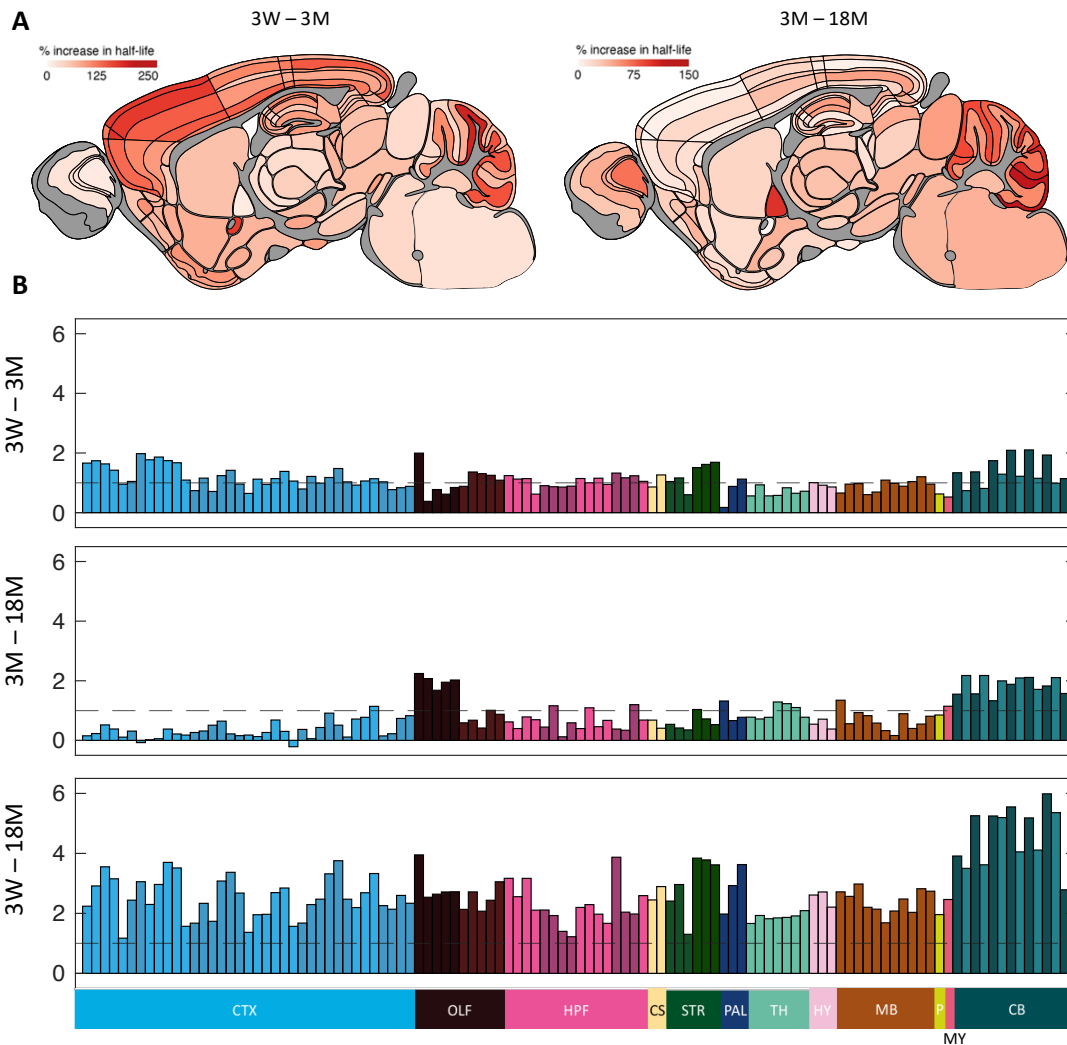 A
3W – 3M
3M – 18M
% increase in half-life
0 125 250
% increase in half-life
0 75 150
B
3W – 3M
6
4
2
0
3M – 18M
6
4
2
0
3W – 18M
6
4
2
0
CTX OLF HPF CS STR PAL TH HY MB P CB
MY